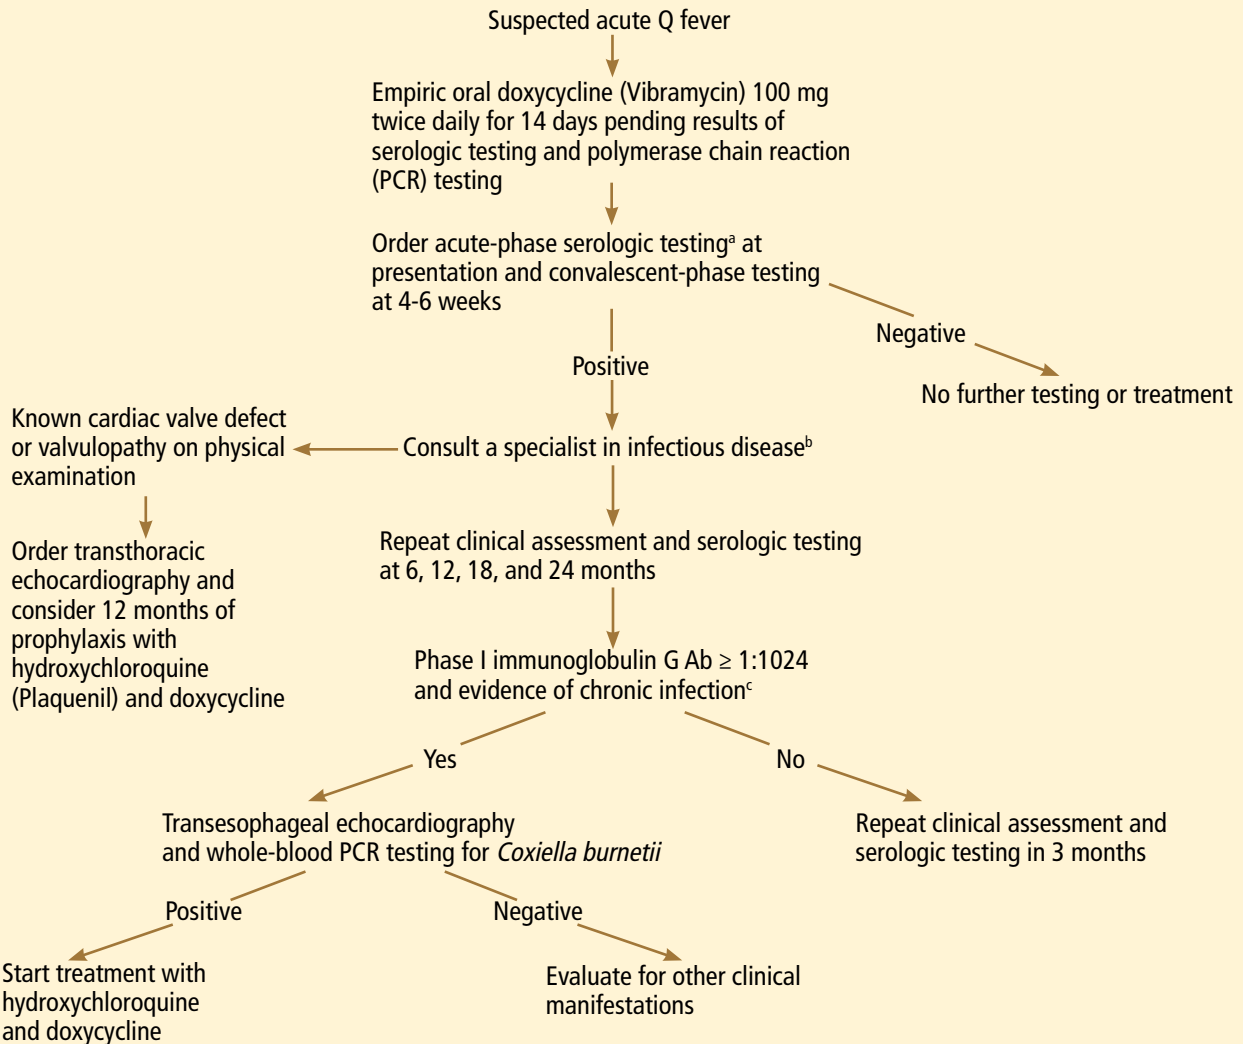 Suspected acute Q fever
Empiric oral doxycycline (Vibramycin) 100 mg
twice daily for 14 days pending results of
serologic testing and polymerase chain reaction
(PCR) testing
Order acute-phase serologic testingᵃ at
presentation and convalescent-phase testing
at 4-6 weeks
Negative
No further testing or treatment
Positive
Consult a specialist in infectious diseaseᵇ
Known cardiac valve defect
or valvulopathy on physical
examination
Order transthoracic
echocardiography and
consider 12 months of
prophylaxis with
hydroxychloroquine
(Plaquenil) and doxycycline
Repeat clinical assessment and serologic testing
at 6, 12, 18, and 24 months
Phase I immunoglobulin G Ab ≥ 1:1024
and evidence of chronic infectionᶜ
Yes
No
Transesophageal echocardiography
and whole-blood PCR testing for Coxiella burnetii
Repeat clinical assessment and
serologic testing in 3 months
Positive
Negative
Start treatment with
hydroxychloroquine
and doxycycline
Evaluate for other clinical
manifestations